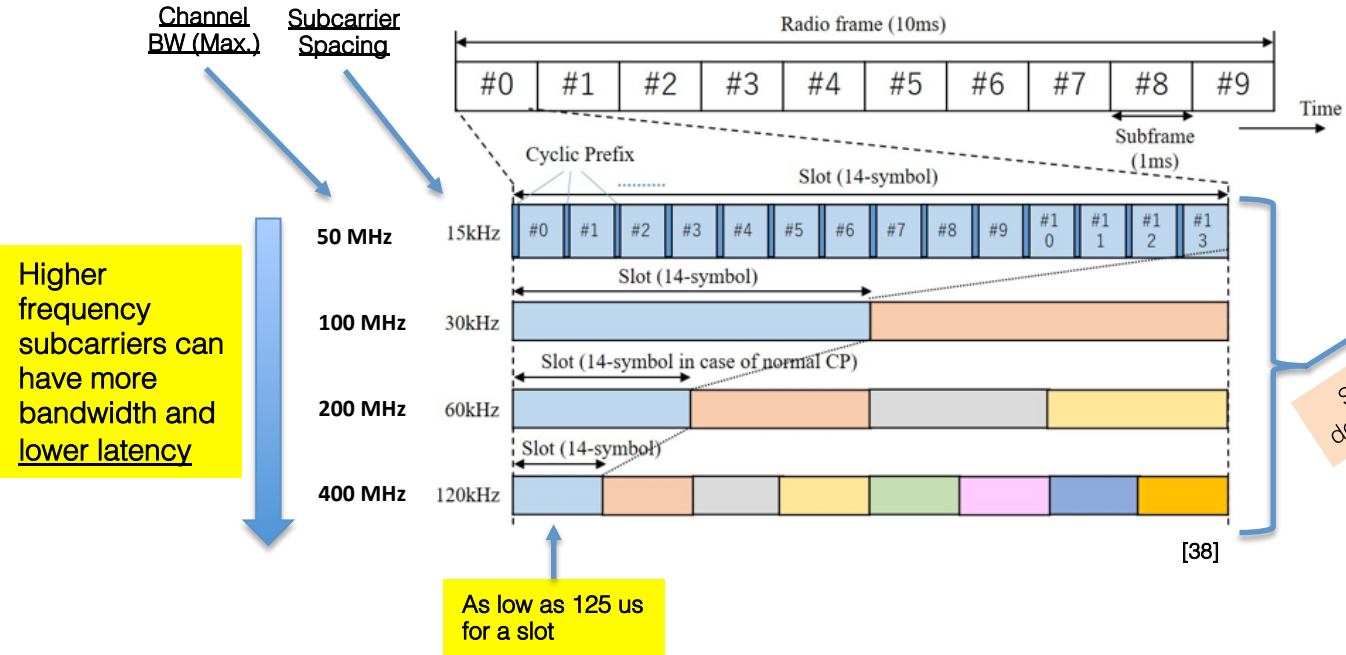 Channel
BW (Max.)
Subcarrier
Spacing
Radio frame (10ms)
#0 #1 #2 #3 #4 #5 #6 #7 #8 #9
Time
Subframe
(1ms)
Cyclic Prefix
Slot (14-symbol)
50 MHz
15kHz
#0 #1 #2 #3 #4 #5 #6 #7 #8 #9 #1 #1 #1 #1
0 1 2 3
Slot (14-symbol)
100 MHz
30kHz
Slot (14-symbol in case of normal CP)
200 MHz
60kHz
Slot (14-symbol)
400 MHz
120kHz
Higher
frequency
subcarriers can
have more
bandwidth and
lower latency
[38]
As low as 125 us
for a slot